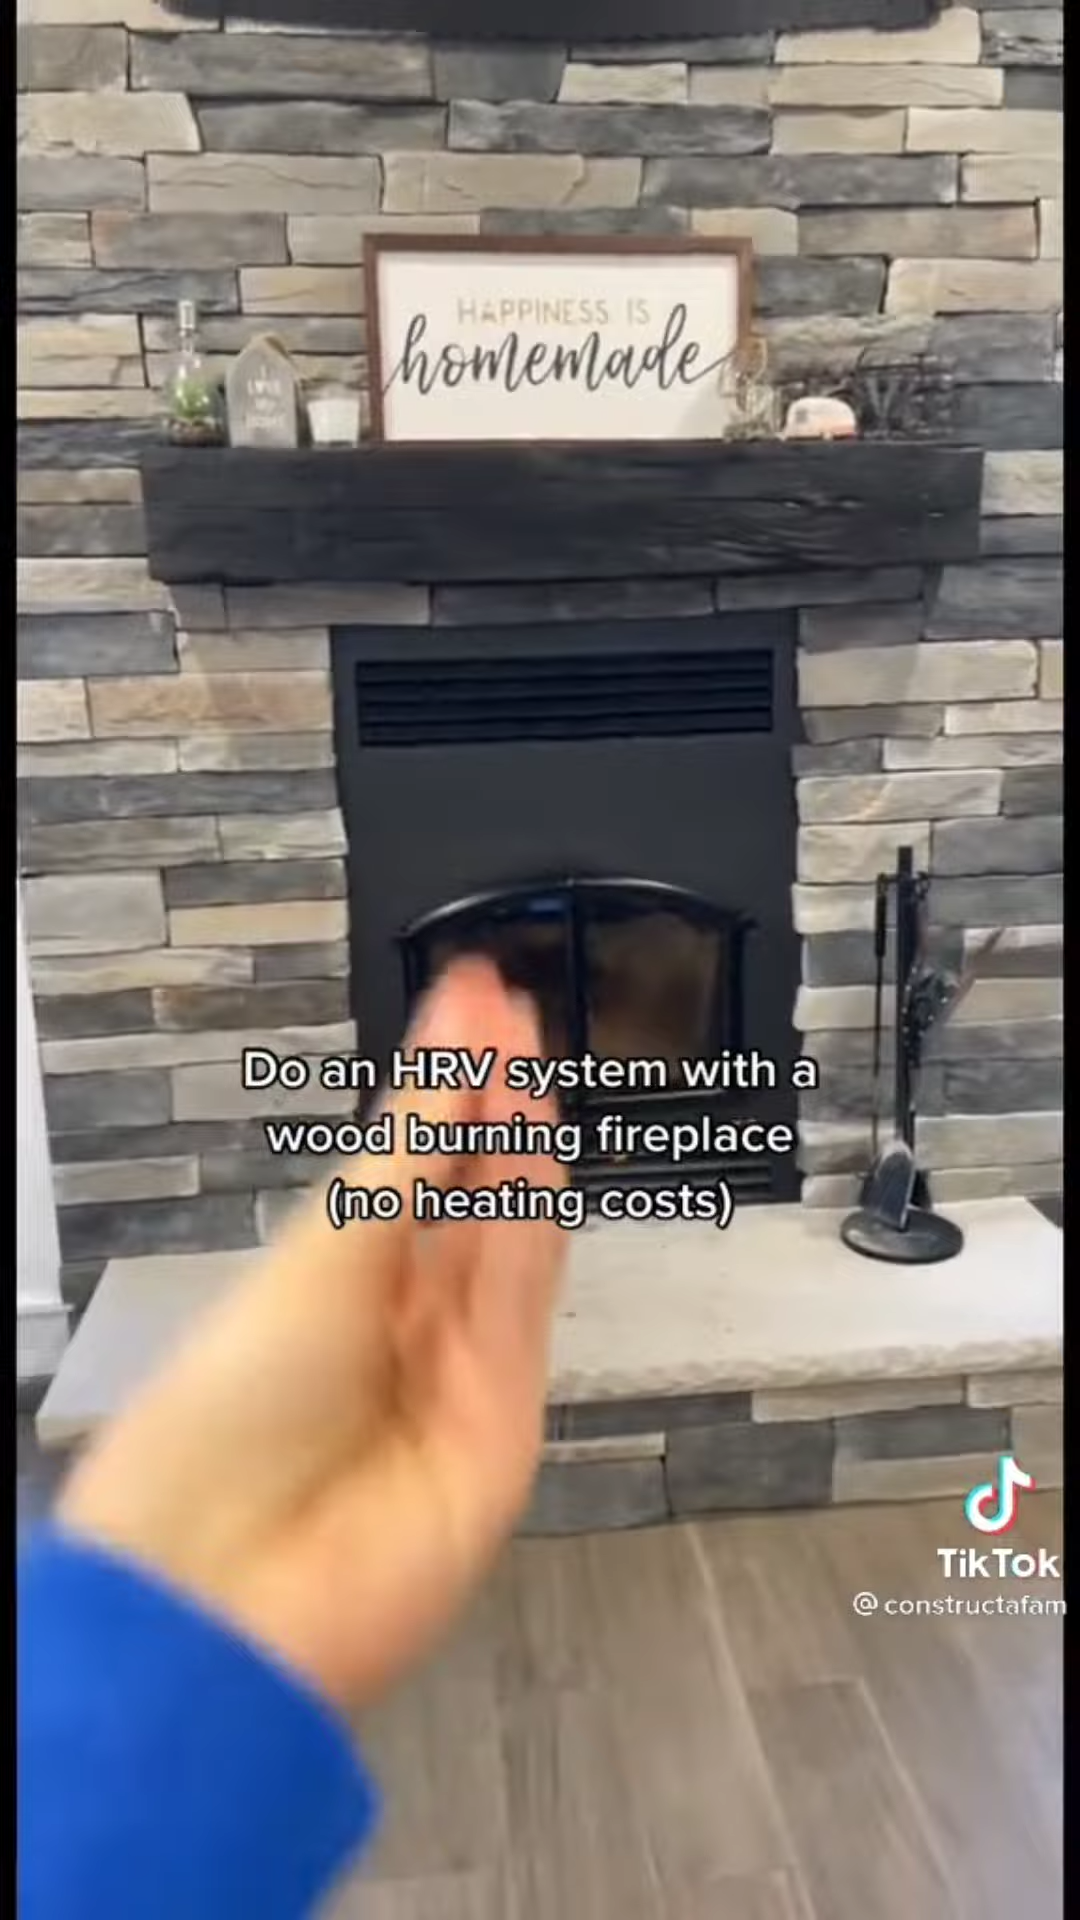 HAPPINESS IS
homemade
Do an HRV system with a
wood burning fireplace
(no heating costs)
TikTok
@constructafam